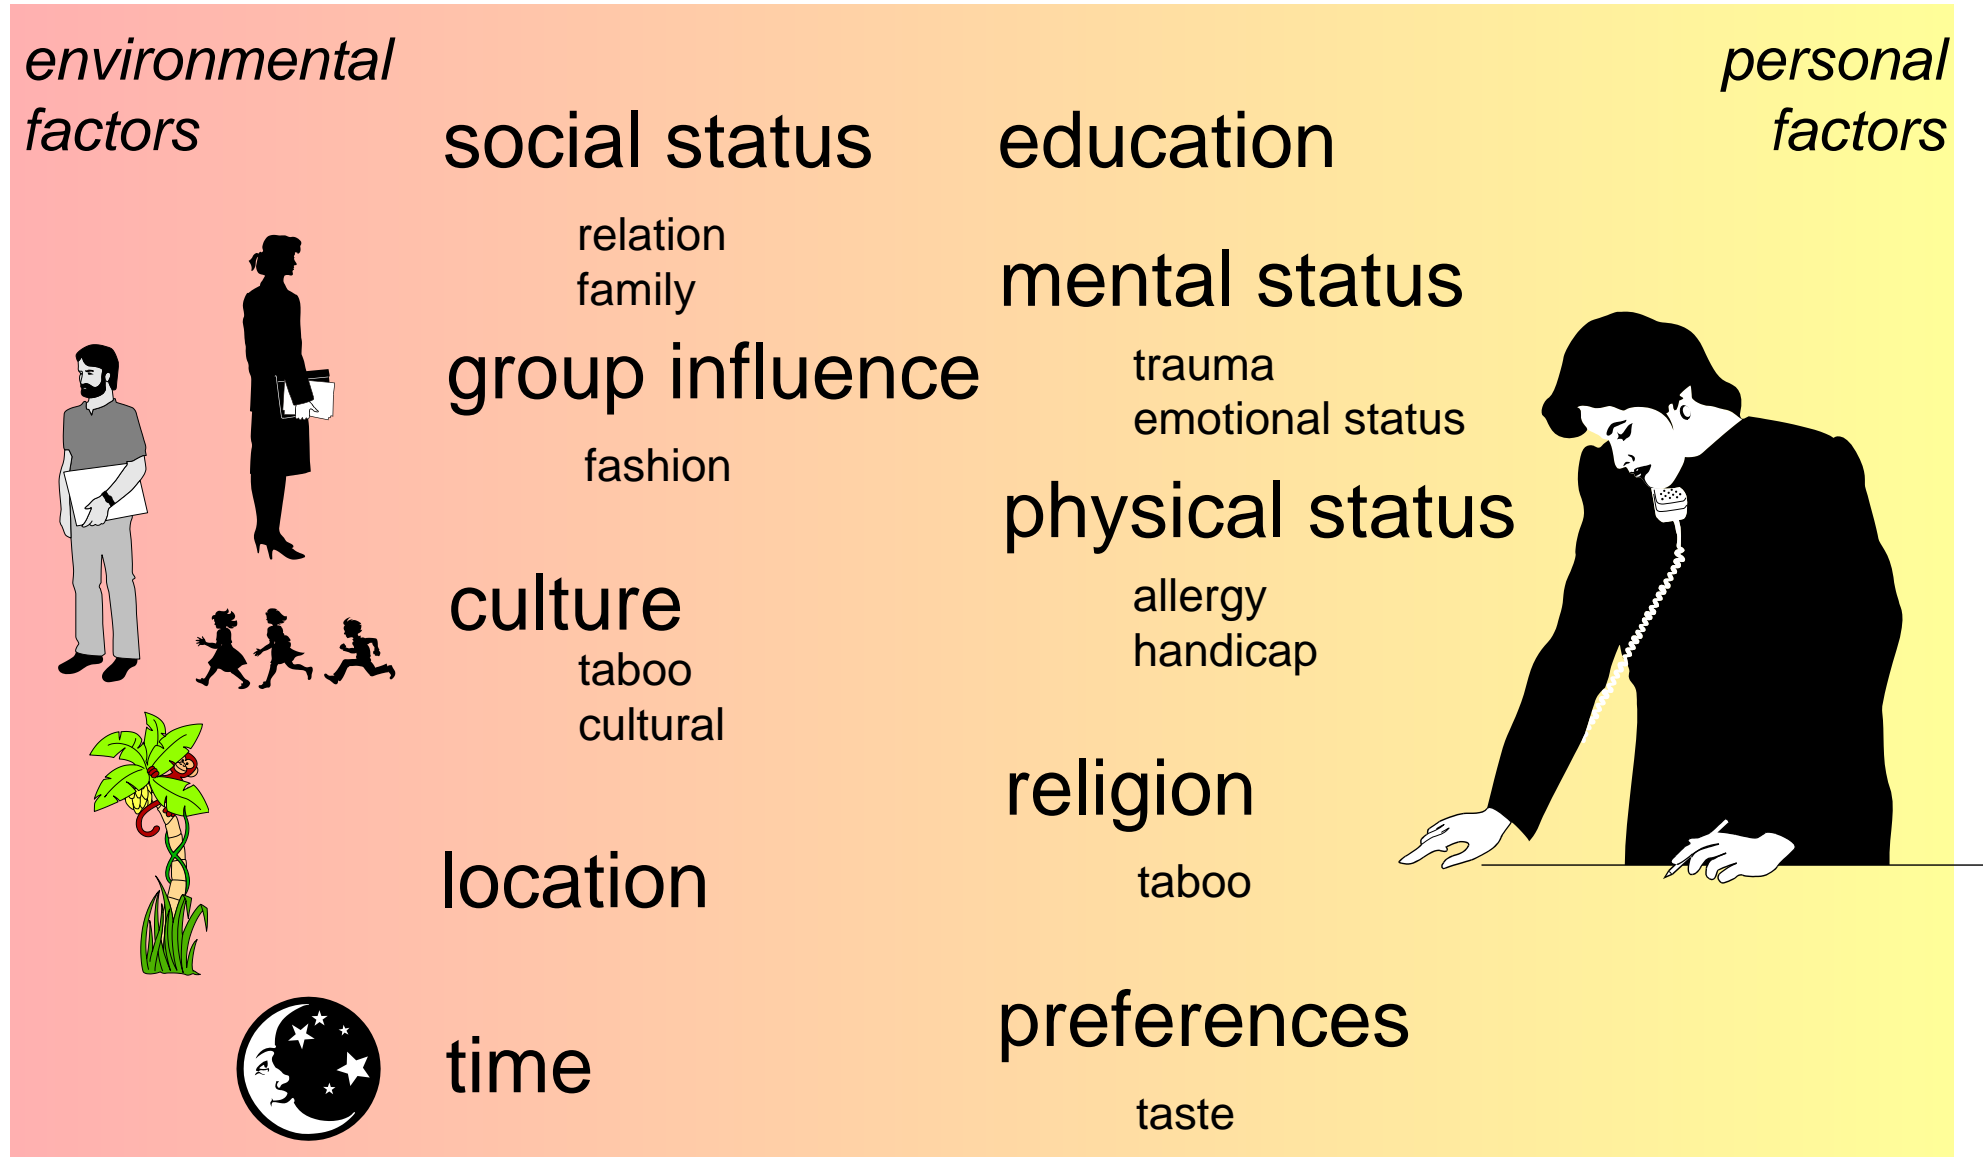 environmental
factors
social status
relation
family
group influence
fashion
culture
taboo
cultural
location
time
personal
factors
education
mental status
trauma
emotional status
physical status
allergy
handicap
religion
taboo
preferences
taste